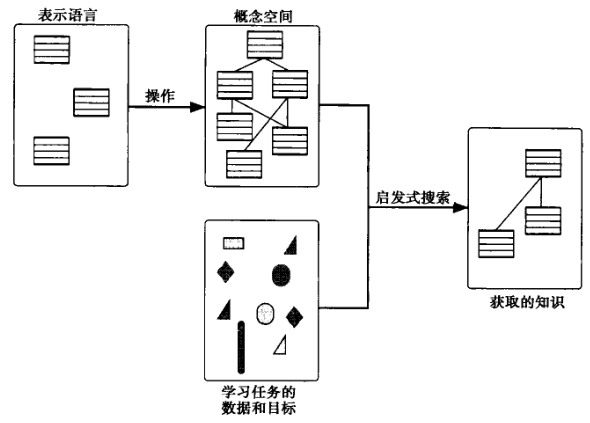 表示语言
概念空间
操作
启发式搜索
获取的知识
学习任务的
数据和目标